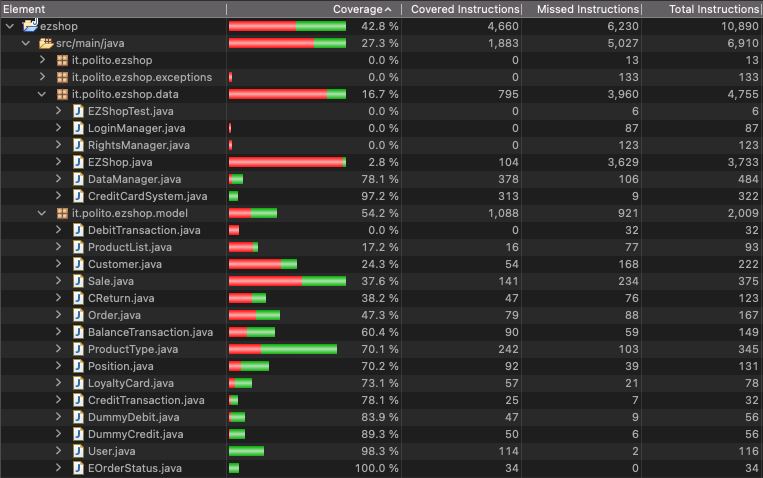 Element Coverage Covered Instructions Missed Instructions Total Instructions
ezshop 42.8 % 4,660 6,230 10,890
src/main/java 27.3 % 1,883 5,027 6,910
it.polito.ezshop 0.0 % 0 13 13
it.polito.ezshop.exceptions 0.0 % 0 133 133
it.polito.ezshop.data 16.7 % 795 3,960 4,755
EZShopTest.java 0.0 % 0 6 6
LoginManager.java 0.0 % 0 87 87
RightsManager.java 0.0 % 0 123 123
EZShop.java 2.8 % 104 3,629 3,733
DataManager.java 78.1 % 378 106 484
CreditCardSystem.java 97.2 % 313 9 322
it.polito.ezshop.model 54.2 % 1,088 921 2,009
DebitTransaction.java 0.0 % 0 32 32
ProductList.java 17.2 % 16 77 93
Customer.java 24.3 % 54 168 222
Sale.java 37.6 % 141 234 375
CReturn.java 38.2 % 47 76 123
Order.java 47.3 % 79 88 167
BalanceTransaction.java 60.4 % 90 59 149
ProductType.java 70.1 % 242 103 345
Position.java 70.2 % 92 39 131
LoyaltyCard.java 73.1 % 57 21 78
CreditTransaction.java 78.1 % 25 7 32
DummyDebit.java 83.9 % 47 9 56
DummyCredit.java 89.3 % 50 6 56
User.java 98.3 % 114 2 116
EOrderStatus.java 100.0 % 34 0 34